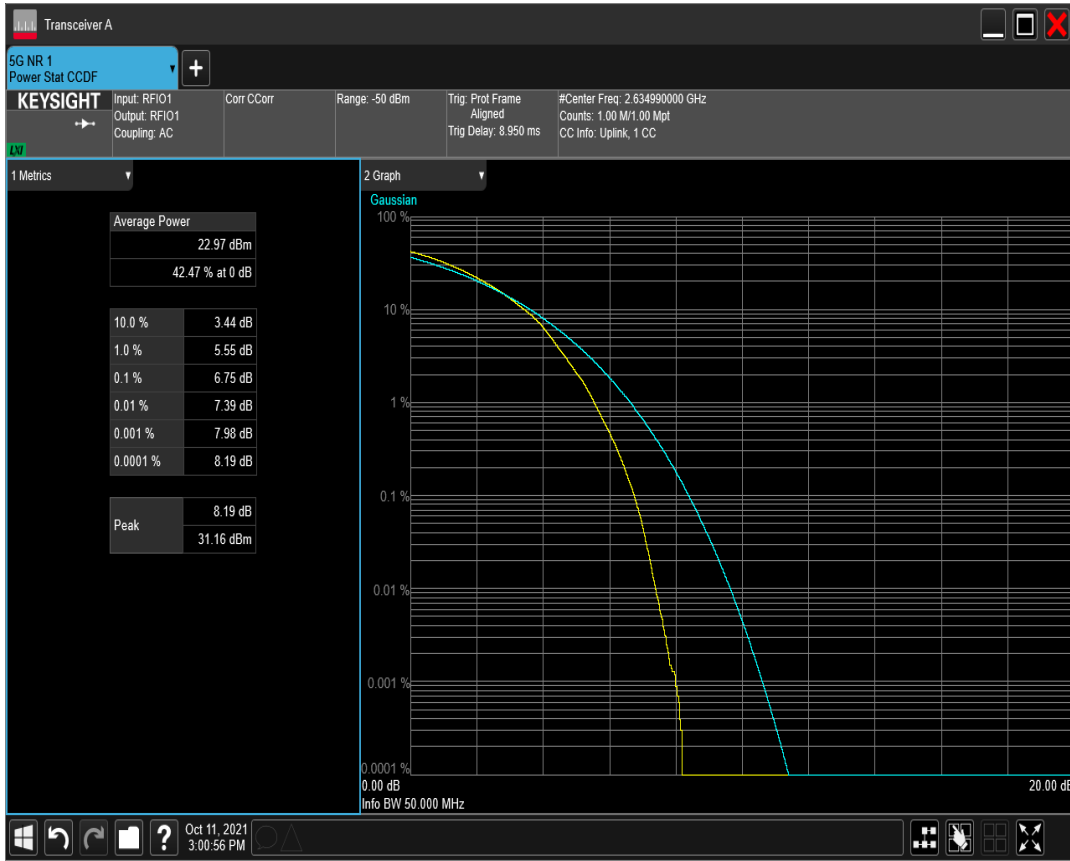 Transceiver A
5G NR 1
Power Stat CCDF
KEYSIGHT
LXI
Input: RFIO1
Output: RFIO1
Coupling: AC
Corr CCorr
Range: -50 dBm
Trig: Prot Frame
Aligned
Trig Delay: 8.950 ms
#Center Freq: 2.634990000 GHz
Counts: 1.00 M/1.00 Mpt
CC Info: Uplink, 1 CC
1 Metrics
Average Power
22.97 dBm
42.47 % at 0 dB
10.0 % 3.44 dB
1.0 % 5.55 dB
0.1 % 6.75 dB
0.01 % 7.39 dB
0.001 % 7.98 dB
0.0001 % 8.19 dB
Peak 8.19 dB
31.16 dBm
2 Graph
Gaussian
100 %
10 %
1 %
0.1 %
0.01 %
0.001 %
0.0001 %
0.00 dB 20.00 dB
Info BW 50.000 MHz
Oct 11, 2021
3:00:56 PM